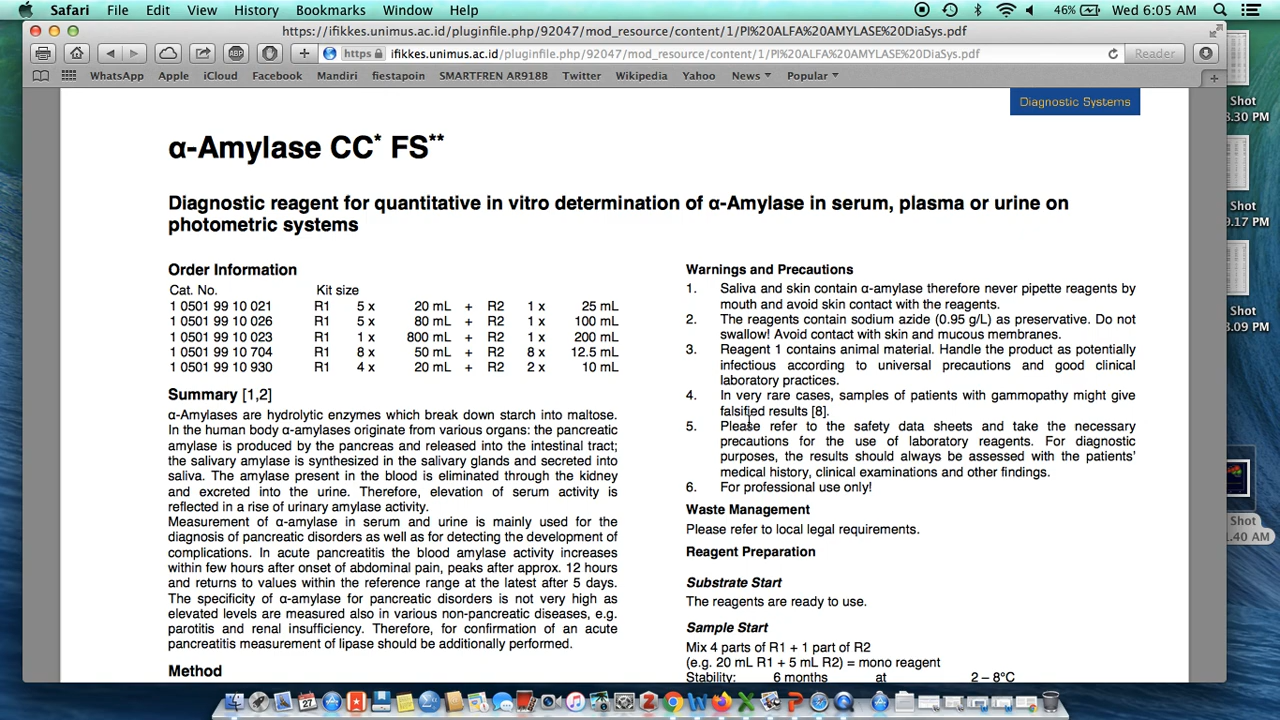 Safari File Edit View History Bookmarks Window Help 46% Wed 6:05 AM
https://ifikkes.unimus.ac.id/pluginfile.php/92047/mod_resource/content/1/PI%20ALFA%20AMYLASE%20DiaSys.pdf
https ifikkes.unimus.ac.id/pluginfile.php/92047/mod_resource/content/1/PI%20ALFA%20AMYLASE%20DiaSys.pdf Reader
WhatsApp Apple iCloud Facebook Mandiri fiestapoin SMARTFREN AR918B Twitter Wikipedia Yahoo News Popular
Diagnostic Systems
α-Amylase CC* FS**
Diagnostic reagent for quantitative in vitro determination of α-Amylase in serum, plasma or urine on
photometric systems
Order Information
Cat. No. Kit size
1 0501 99 10 021 R1 5 x 20 mL + R2 1 x 25 mL
1 0501 99 10 026 R1 5 x 80 mL + R2 1 x 100 mL
1 0501 99 10 023 R1 1 x 800 mL + R2 1 x 200 mL
1 0501 99 10 704 R1 8 x 50 mL + R2 8 x 12.5 mL
1 0501 99 10 930 R1 4 x 20 mL + R2 2 x 10 mL
Summary [1,2]
α-Amylases are hydrolytic enzymes which break down starch into maltose.
In the human body α-amylases originate from various organs: the pancreatic
amylase is produced by the pancreas and released into the intestinal tract;
the salivary amylase is synthesized in the salivary glands and secreted into
saliva. The amylase present in the blood is eliminated through the kidney
and excreted into the urine. Therefore, elevation of serum activity is
reflected in a rise of urinary amylase activity.
Measurement of α-amylase in serum and urine is mainly used for the
diagnosis of pancreatic disorders as well as for detecting the development of
complications. In acute pancreatitis the blood amylase activity increases
within few hours after onset of abdominal pain, peaks after approx. 12 hours
and returns to values within the reference range at the latest after 5 days.
The specificity of α-amylase for pancreatic disorders is not very high as
elevated levels are measured also in various non-pancreatic diseases, e.g.
parotitis and renal insufficiency. Therefore, for confirmation of an acute
pancreatitis measurement of lipase should be additionally performed.
Method
Warnings and Precautions
1. Saliva and skin contain α-amylase therefore never pipette reagents by
mouth and avoid skin contact with the reagents.
2. The reagents contain sodium azide (0.95 g/L) as preservative. Do not
swallow! Avoid contact with skin and mucous membranes.
3. Reagent 1 contains animal material. Handle the product as potentially
infectious according to universal precautions and good clinical
laboratory practices.
4. In very rare cases, samples of patients with gammopathy might give
falsified results [8].
5. Please refer to the safety data sheets and take the necessary
precautions for the use of laboratory reagents. For diagnostic
purposes, the results should always be assessed with the patients'
medical history, clinical examinations and other findings.
6. For professional use only!
Waste Management
Please refer to local legal requirements.
Reagent Preparation
Substrate Start
The reagents are ready to use.
Sample Start
Mix 4 parts of R1 + 1 part of R2
(e.g. 20 mL R1 + 5 mL R2) = mono reagent
Stability: 6 months at 2 – 8°C
Shot
8.30 PM
Shot
9.17 PM
Shot
8.09 PM
Shot
1.40 AM